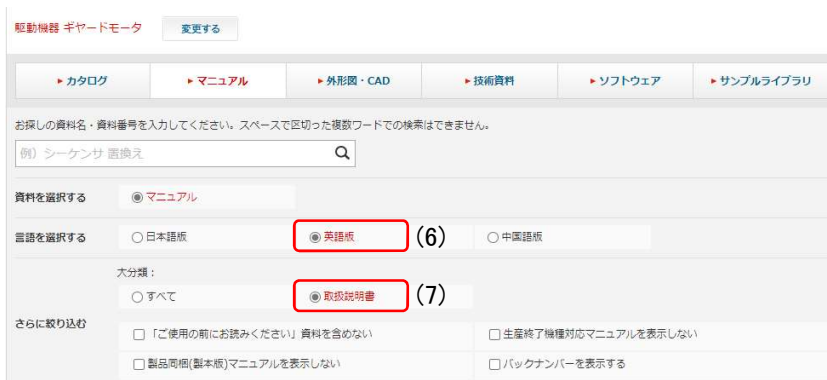 駆動機器 ギヤードモータ 変更する
カタログ マニュアル 外形図・CAD 技術資料 ソフトウェア サンプルライブラリ
お探しの資料名・資料番号を入力してください。スペースで区切った複数ワードでの検索はできません。
例）シーケンサ 置換え
資料を選択する マニュアル
言語を選択する 日本語版 英語版 (6) 中国語版
大分類：
すべて 取扱説明書 (7)
さらに絞り込む
「ご使用の前にお読みください」資料を含めない 生産終了機種対応マニュアルを表示しない
製品同梱(製本版)マニュアルを表示しない バックナンバーを表示する